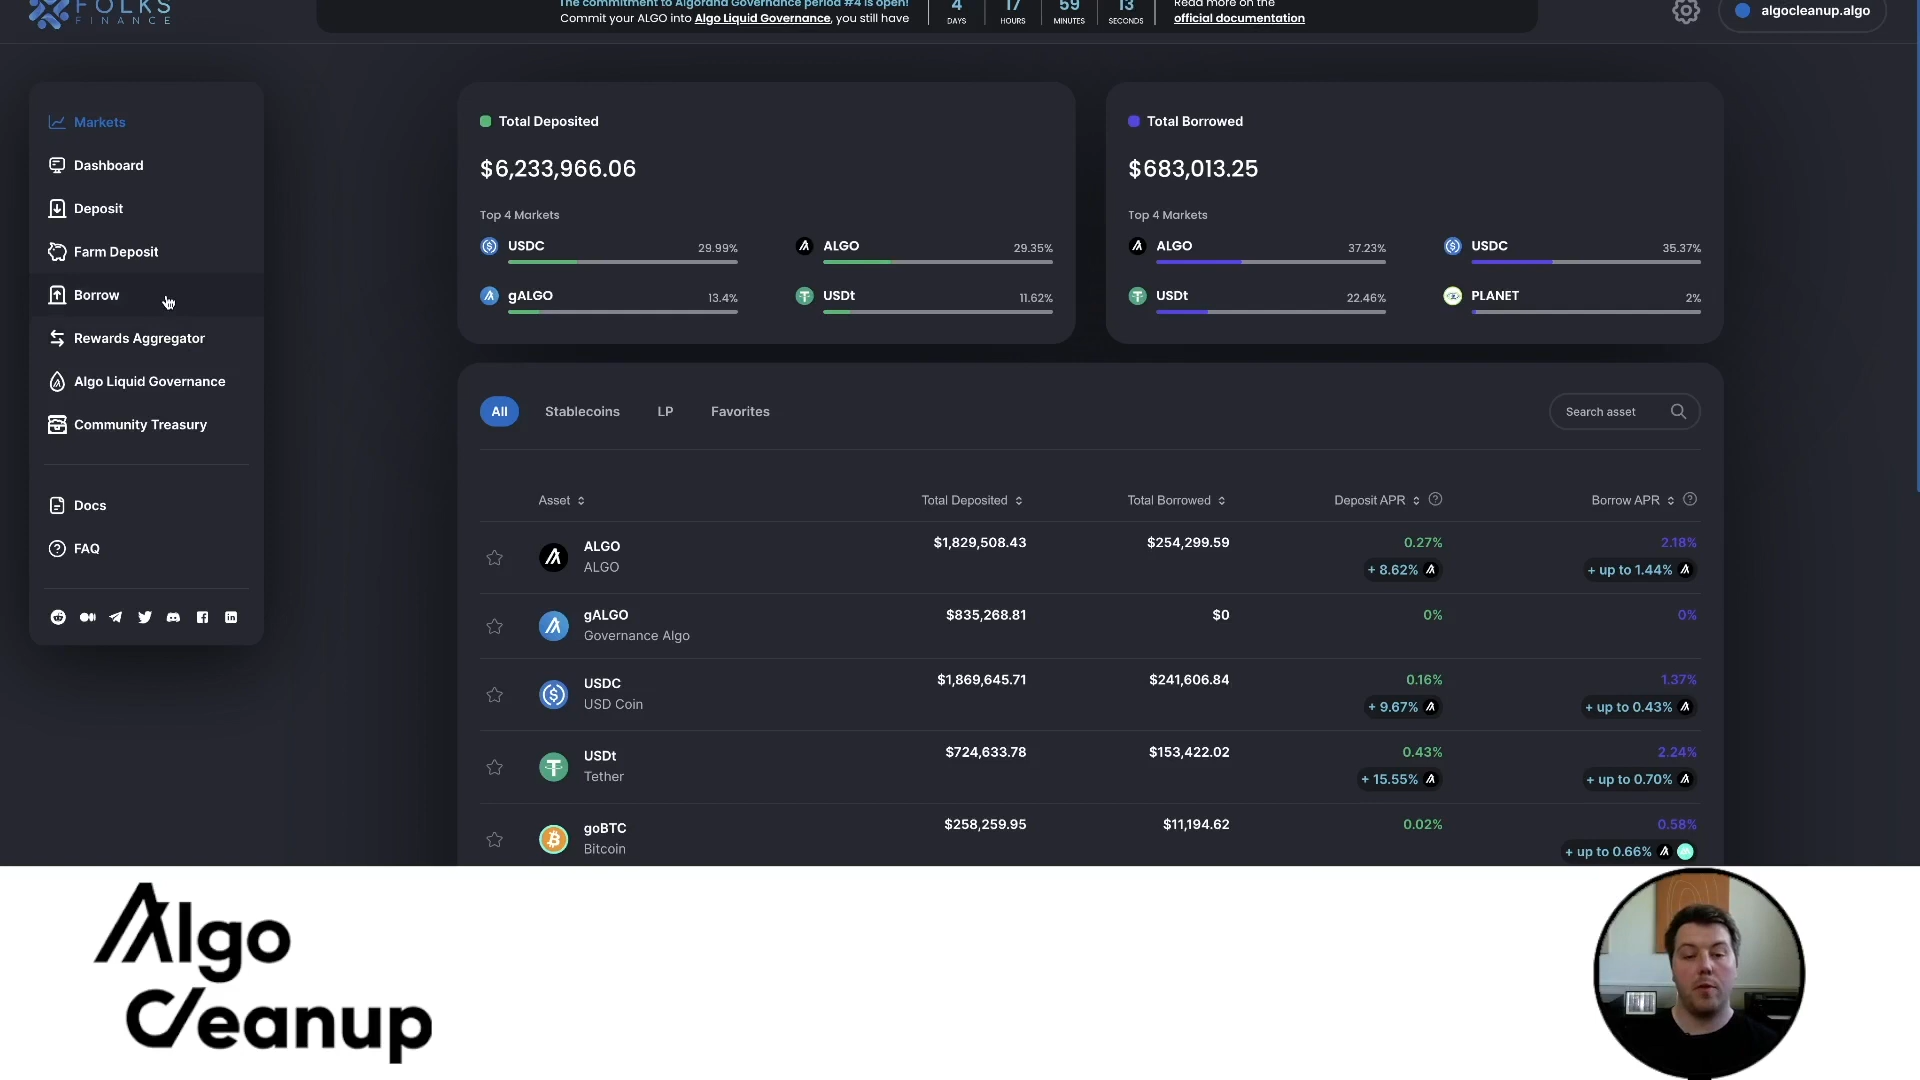 FOLKS
FINANCE
The commitment to Algorand Governance period #4 is open!
Commit your ALGO into Algo Liquid Governance, you still have
4 17 59 13
DAYS HOURS MINUTES SECONDS
Read more on the
official documentation
algocleanup.algo
Markets
Dashboard
Deposit
Farm Deposit
Borrow
Rewards Aggregator
Algo Liquid Governance
Community Treasury
Docs
FAQ
Total Deposited
$6,233,966.06
Top 4 Markets
USDC 29.99% ALGO 29.35%
gALGO 13.4% USDt 11.62%
Total Borrowed
$683,013.25
Top 4 Markets
ALGO 37.23% USDC 35.37%
USDt 22.46% PLANET 2%
All Stablecoins LP Favorites Search asset
Asset Total Deposited Total Borrowed Deposit APR Borrow APR
ALGO $1,829,508.43 $254,299.59 0.27% 2.18%
ALGO + 8.62% + up to 1.44%
gALGO $835,268.81 $0 0% 0%
Governance Algo
USDC $1,869,645.71 $241,606.84 0.16% 1.37%
USD Coin + 9.67% + up to 0.43%
USDt $724,633.78 $153,422.02 0.43% 2.24%
Tether + 15.55% + up to 0.70%
goBTC $258,259.95 $11,194.62 0.02% 0.58%
Bitcoin + up to 0.66%
Algo
Cleanup